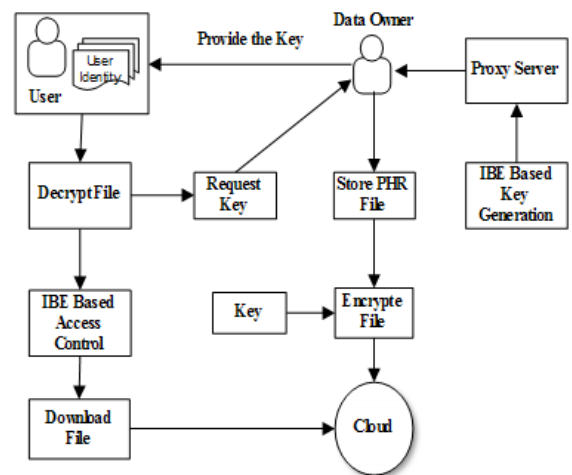 Data Owner
Provide the Key
User
Identity
User
Proxy Server
Decrypt File
Request
Key
Store PHR
File
IBE Based
Key
Generation
IBE Based
Access
Control
Key
Encrypte
File
Download
File
Cloud